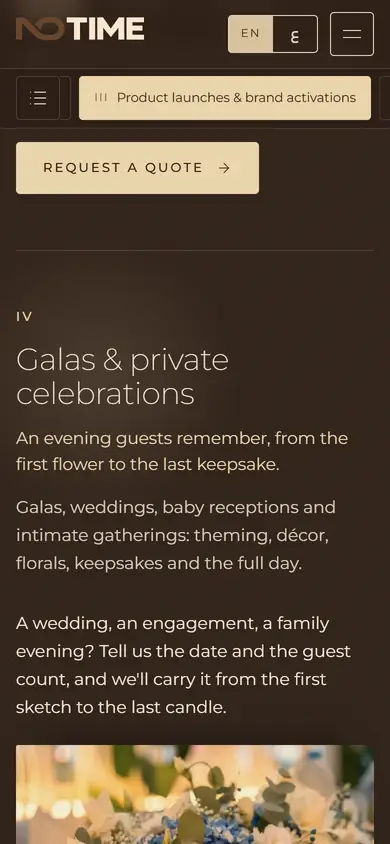 NOTIME
EN ع
III Product launches & brand activations
REQUEST A QUOTE →
IV
Galas & private
celebrations
An evening guests remember, from the
first flower to the last keepsake.
Galas, weddings, baby receptions and
intimate gatherings: theming, décor,
florals, keepsakes and the full day.
A wedding, an engagement, a family
evening? Tell us the date and the guest
count, and we'll carry it from the first
sketch to the last candle.